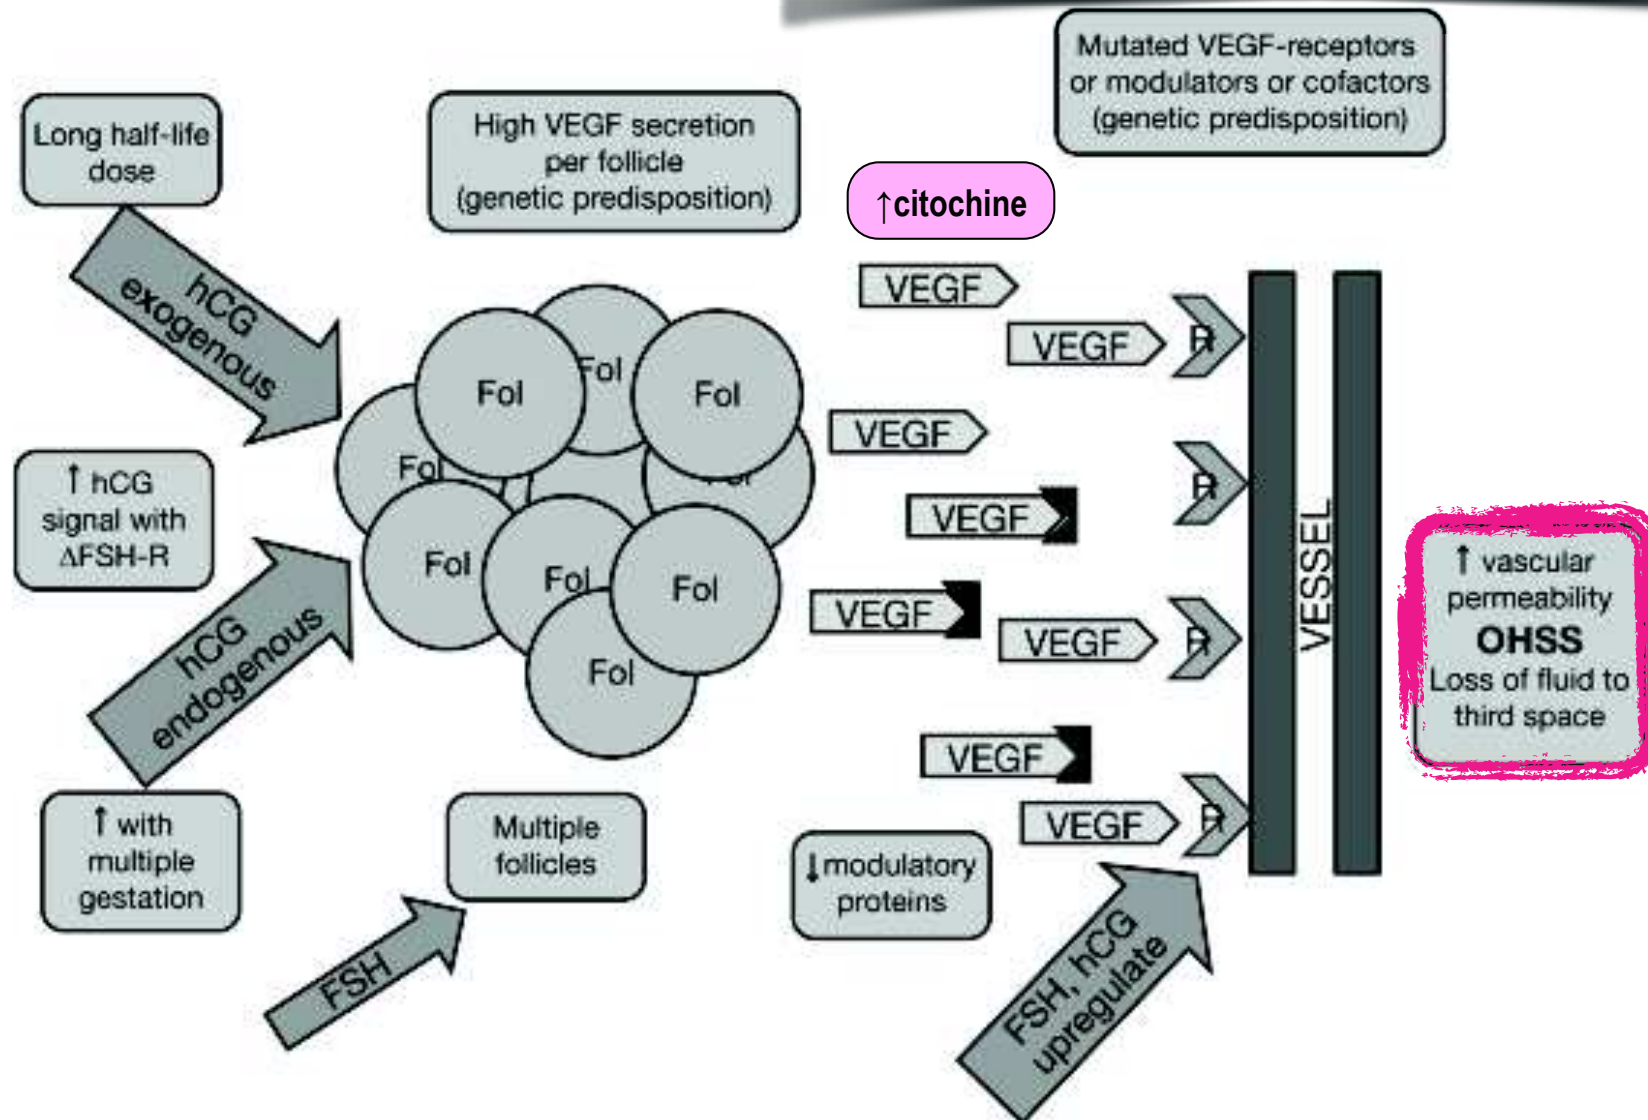 Mutated VEGF-receptors
or modulators or cofactors
(genetic predisposition)
Long half-life
dose
High VEGF secretion
per follicle
(genetic predisposition)
↑citochine
hCG
exogenous
VEGF
VEGF
R
Fol
Fol
Fol
VEGF
Fol
R
↑ hCG
signal with
ΔFSH-R
VEGF
Fol
Fol
Fol
VEGF
VEGF
R
VESSEL
↑ vascular
permeability
OHSS
Loss of fluid to
third space
hCG
endogenous
Fol
VEGF
VEGF
R
↑ with
multiple
gestation
Multiple
follicles
↓modulatory
proteins
FSH
FSH, hCG
upregulate